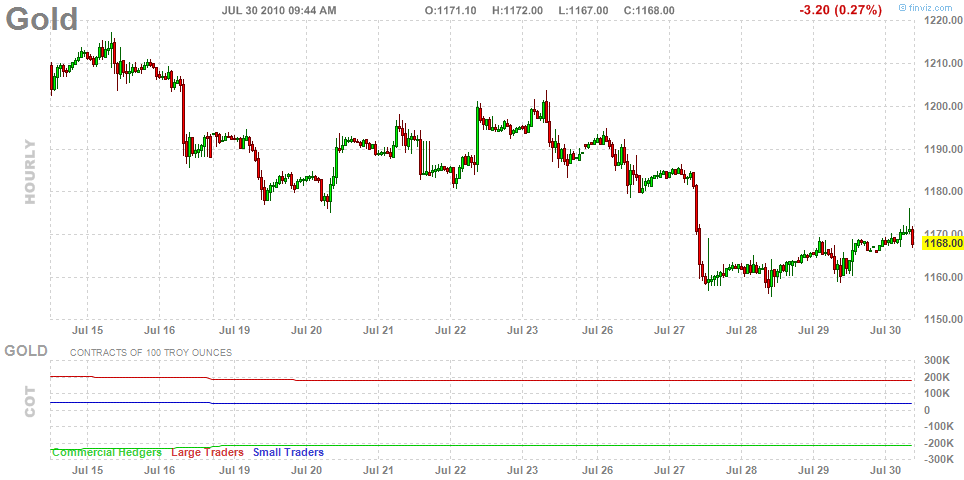 Gold
JUL 30 2010 09:44 AM O:1171.10 H:1172.00 L:1167.00 C:1168.00 -3.20 (0.27%) © finviz.com
1220.00
1210.00
1200.00
1190.00
1180.00
1170.00
1168.00
1160.00
1150.00
HOURLY
Jul 15 Jul 16 Jul 19 Jul 20 Jul 21 Jul 22 Jul 23 Jul 26 Jul 27 Jul 28 Jul 29 Jul 30
GOLD CONTRACTS OF 100 TROY OUNCES
300K
200K
100K
0
-100K
-200K
-300K
COT
Commercial Hedgers Large Traders Small Traders
Jul 15 Jul 16 Jul 19 Jul 20 Jul 21 Jul 22 Jul 23 Jul 26 Jul 27 Jul 28 Jul 29 Jul 30